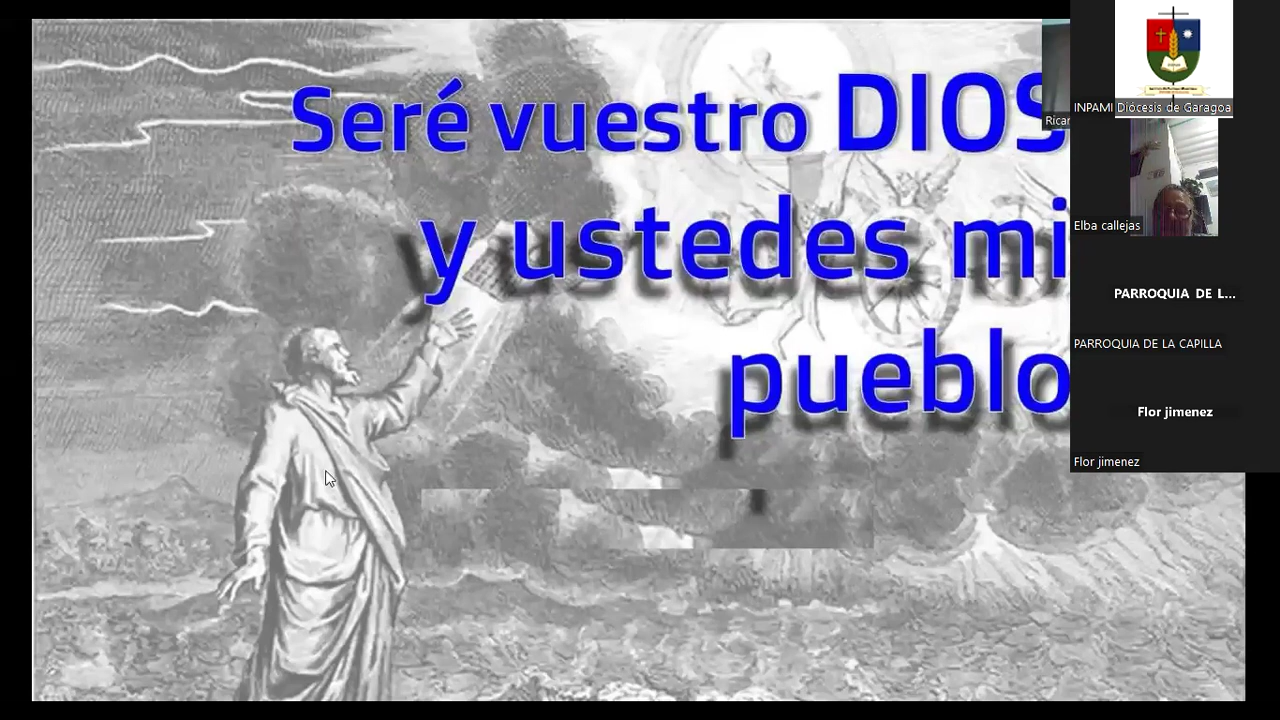 Seré vuestro DIOS
y ustedes mi
pueblo
Ricar
INPAMI Diócesis de Garagoa
Elba callejas
PARROQUIA DE L...
PARROQUIA DE LA CAPILLA
Flor jimenez
Flor jimenez